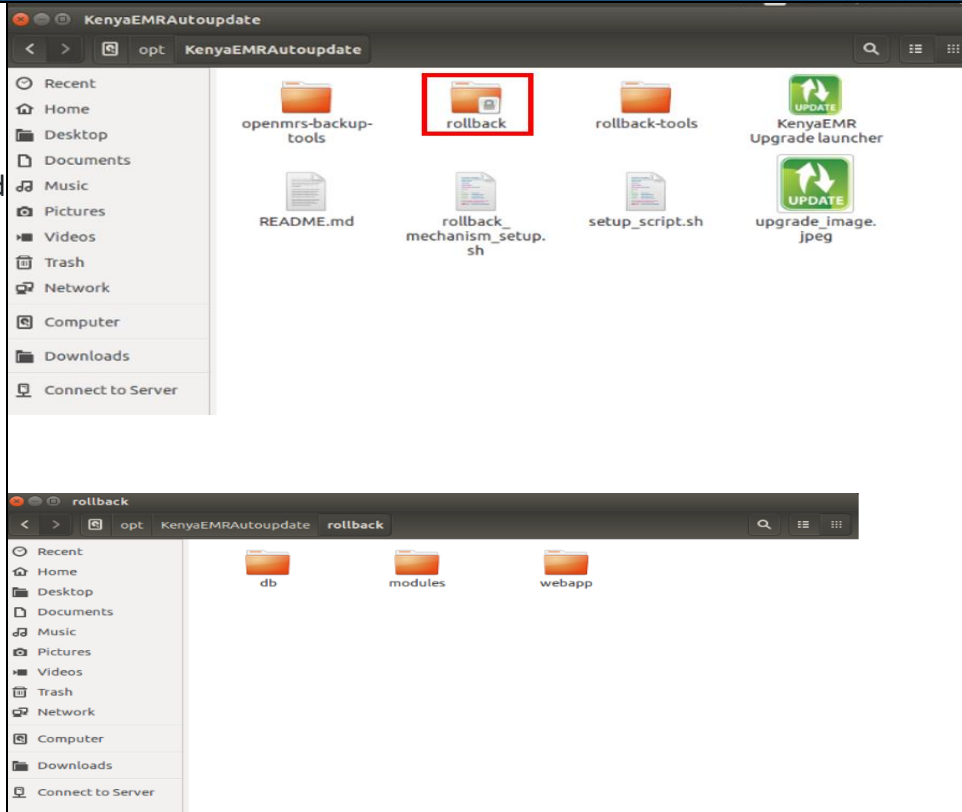 KenyaEMRAutoupdate
< > opt KenyaEMRAutoupdate
Recent
Home
Desktop
Documents
Music
Pictures
Videos
Trash
Network
Computer
Downloads
Connect to Server
openmrs-backup-
tools
rollback
rollback-tools
UPDATE
KenyaEMR
Upgrade launcher
README.md
rollback_
mechanism_setup.
sh
setup_script.sh
UPDATE
upgrade_image.
jpeg
rollback
< > opt KenyaEMRAutoupdate rollback
Recent
Home
Desktop
Documents
Music
Pictures
Videos
Trash
Network
Computer
Downloads
Connect to Server
db
modules
webapp